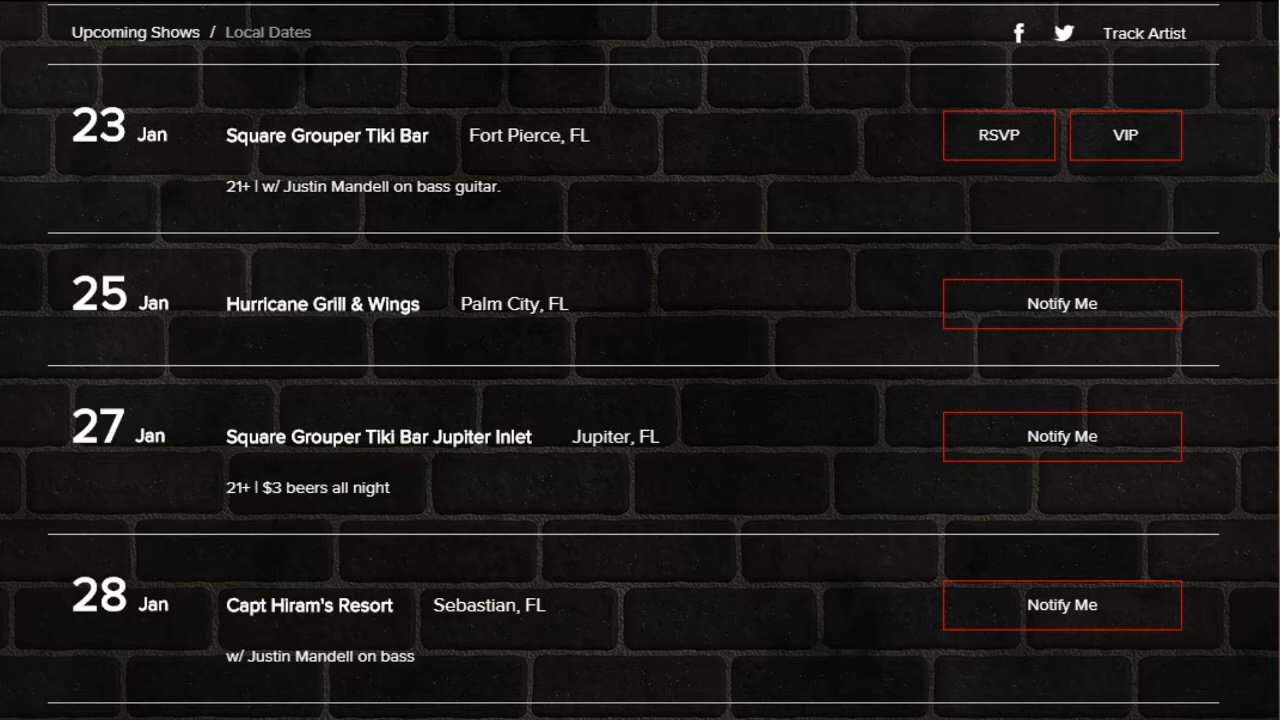 Upcoming Shows / Local Dates
Track Artist
23 Jan Square Grouper Tiki Bar Fort Pierce, FL RSVP VIP
21+ | w/ Justin Mandell on bass guitar.
25 Jan Hurricane Grill & Wings Palm City, FL Notify Me
27 Jan Square Grouper Tiki Bar Jupiter Inlet Jupiter, FL Notify Me
21+ | $3 beers all night
28 Jan Capt Hiram's Resort Sebastian, FL Notify Me
w/ Justin Mandell on bass